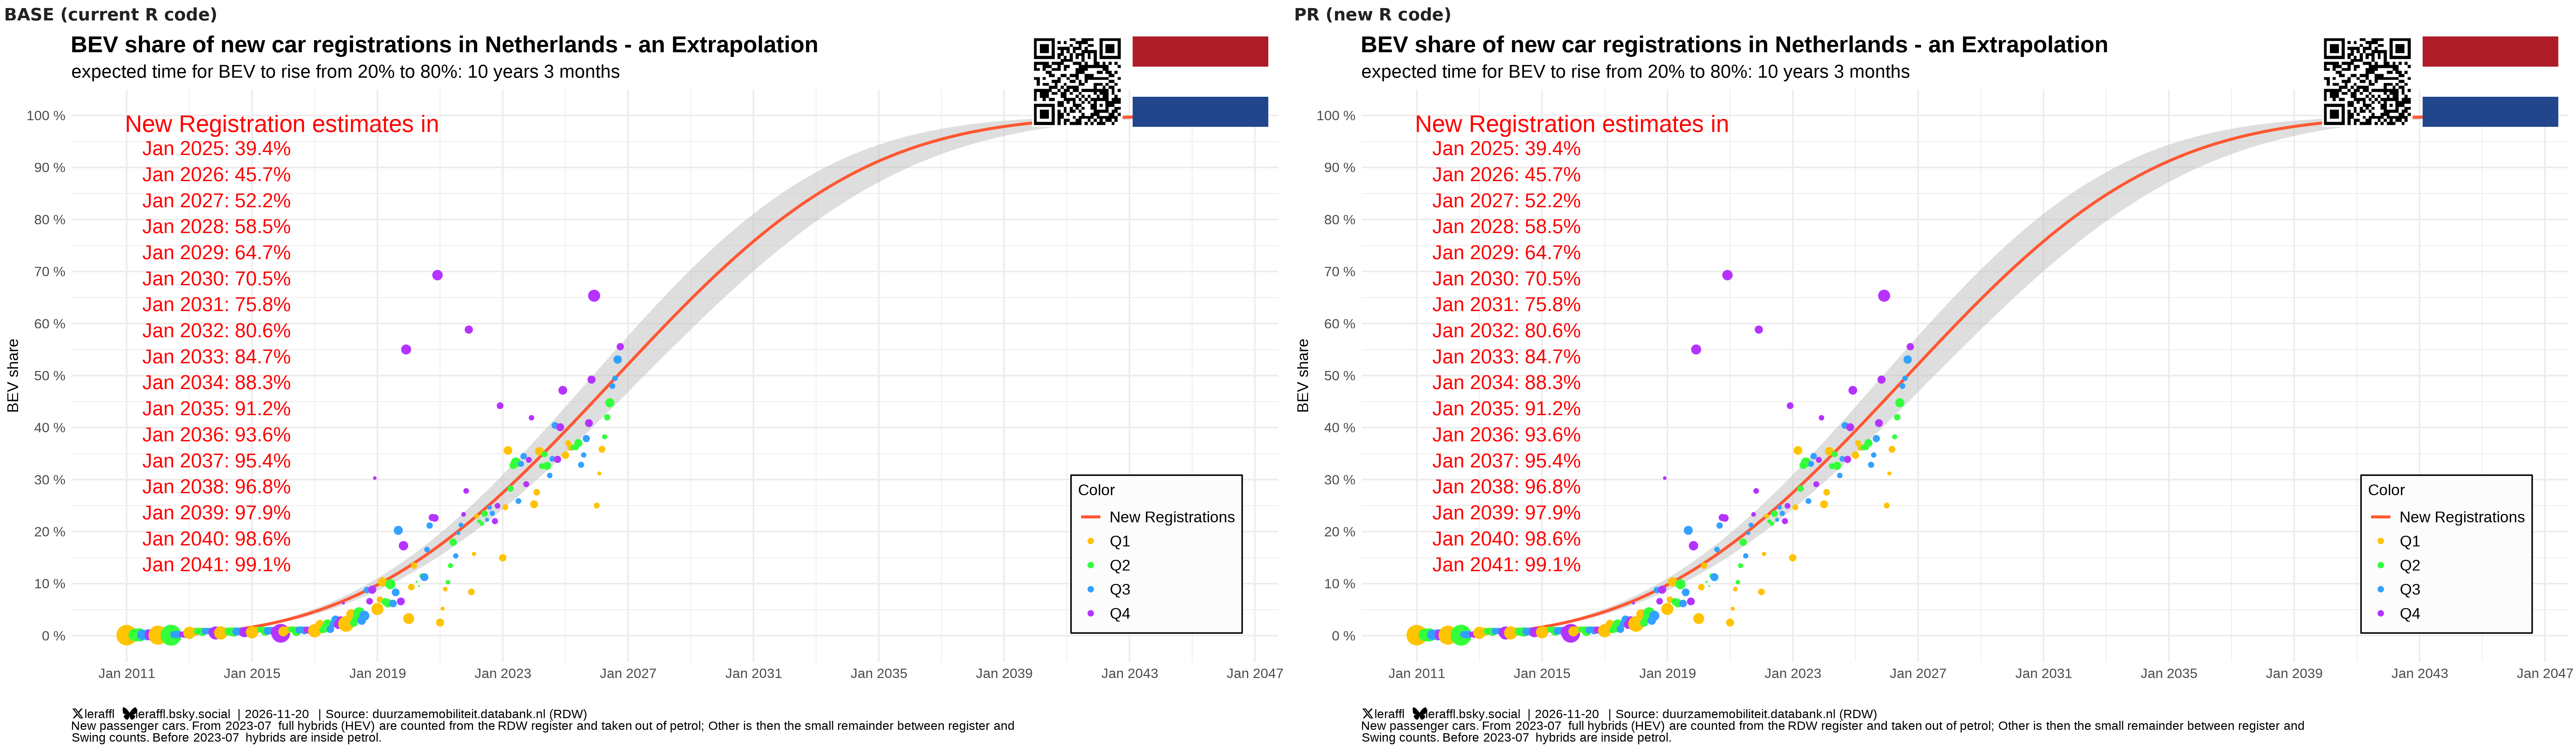 BASE (current R code)
BEV share of new car registrations in Netherlands - an Extrapolation
expected time for BEV to rise from 20% to 80%: 10 years 3 months
New Registration estimates in
Jan 2025: 39.4%
Jan 2026: 45.7%
Jan 2027: 52.2%
Jan 2028: 58.5%
Jan 2029: 64.7%
Jan 2030: 70.5%
Jan 2031: 75.8%
Jan 2032: 80.6%
Jan 2033: 84.7%
Jan 2034: 88.3%
Jan 2035: 91.2%
Jan 2036: 93.6%
Jan 2037: 95.4%
Jan 2038: 96.8%
Jan 2039: 97.9%
Jan 2040: 98.6%
Jan 2041: 99.1%
100 %
90 %
80 %
70 %
60 %
50 %
40 %
30 %
20 %
10 %
0 %
BEV share
Color
New Registrations
Q1
Q2
Q3
Q4
Jan 2011 Jan 2015 Jan 2019 Jan 2023 Jan 2027 Jan 2031 Jan 2035 Jan 2039 Jan 2043 Jan 2047
leraffl leraffl.bsky.social | 2026-11-20 | Source: duurzamemobiliteit.databank.nl (RDW)
New passenger cars. From 2023-07 full hybrids (HEV) are counted from the RDW register and taken out of petrol; Other is then the small remainder between register and
Swing counts. Before 2023-07 hybrids are inside petrol.
PR (new R code)
BEV share of new car registrations in Netherlands - an Extrapolation
expected time for BEV to rise from 20% to 80%: 10 years 3 months
New Registration estimates in
Jan 2025: 39.4%
Jan 2026: 45.7%
Jan 2027: 52.2%
Jan 2028: 58.5%
Jan 2029: 64.7%
Jan 2030: 70.5%
Jan 2031: 75.8%
Jan 2032: 80.6%
Jan 2033: 84.7%
Jan 2034: 88.3%
Jan 2035: 91.2%
Jan 2036: 93.6%
Jan 2037: 95.4%
Jan 2038: 96.8%
Jan 2039: 97.9%
Jan 2040: 98.6%
Jan 2041: 99.1%
100 %
90 %
80 %
70 %
60 %
50 %
40 %
30 %
20 %
10 %
0 %
BEV share
Color
New Registrations
Q1
Q2
Q3
Q4
Jan 2011 Jan 2015 Jan 2019 Jan 2023 Jan 2027 Jan 2031 Jan 2035 Jan 2039 Jan 2043 Jan 2047
leraffl leraffl.bsky.social | 2026-11-20 | Source: duurzamemobiliteit.databank.nl (RDW)
New passenger cars. From 2023-07 full hybrids (HEV) are counted from the RDW register and taken out of petrol; Other is then the small remainder between register and
Swing counts. Before 2023-07 hybrids are inside petrol.